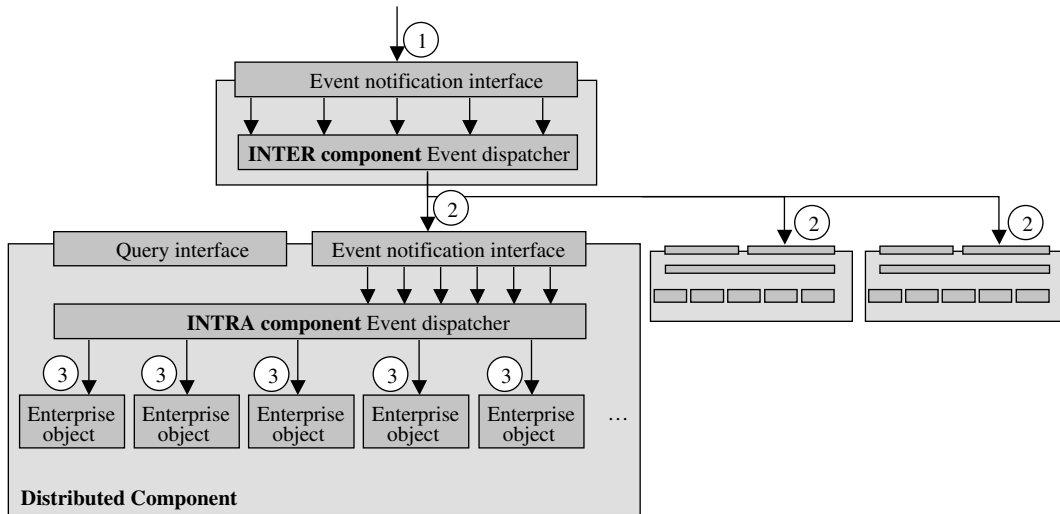 1
Event notification interface
INTER component Event dispatcher
2
2
2
Query interface
Event notification interface
INTRA component Event dispatcher
3
3
3
3
3
Enterprise
object
Enterprise
object
Enterprise
object
Enterprise
object
Enterprise
object
…
Distributed Component